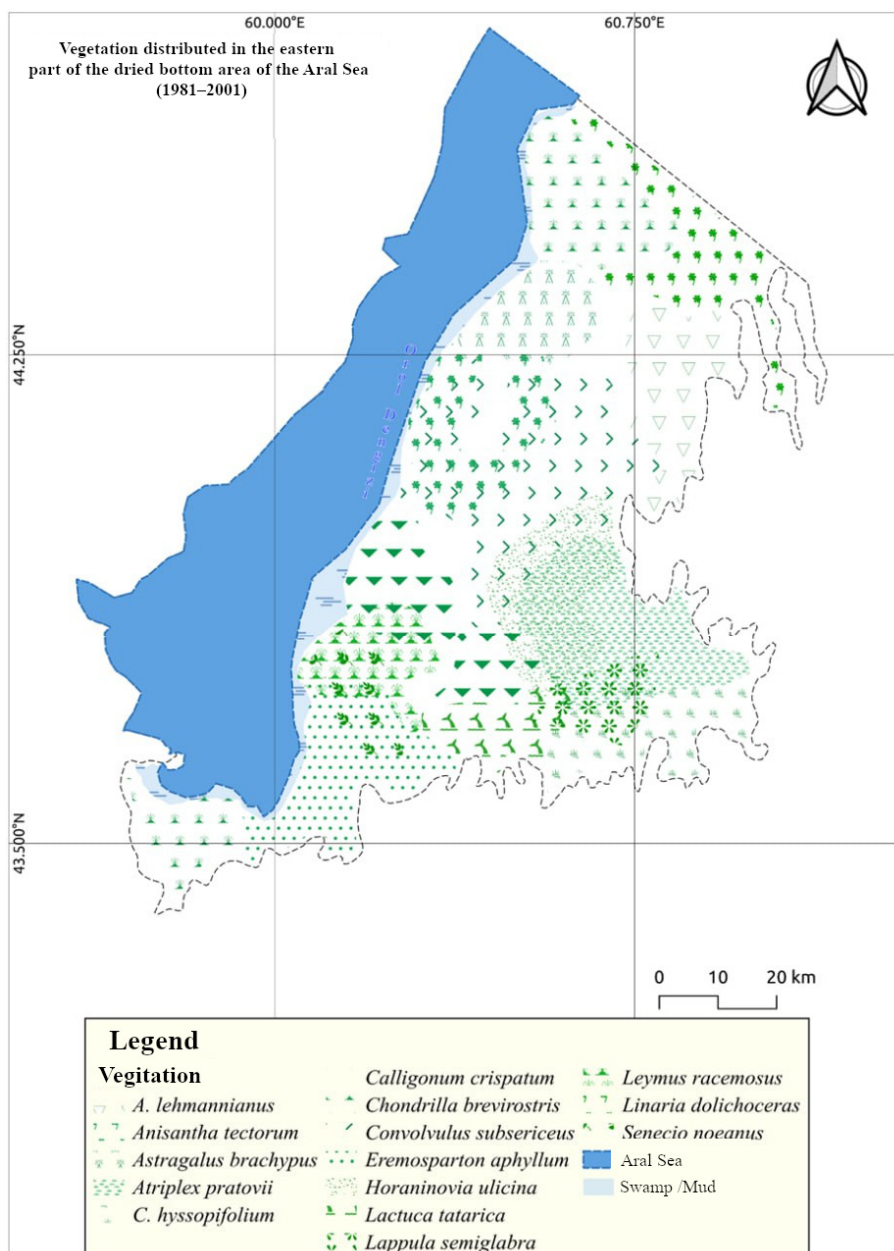 60.000°E 60.750°E
Vegetation distributed in the eastern
part of the dried bottom area of the Aral Sea
(1981–2001)
44.250°N
43.500°N
0 10 20 km
Legend
Vegitation
A. lehmannianus
Anisantha tectorum
Astragalus brachypus
Atriplex pratovii
C. hyssopifolium
Calligonum crispatum
Chondrilla brevirostris
Convolvulus subsericeus
Eremosparton aphyllum
Horaninovia ulicina
Lactuca tatarica
Lappula semiglabra
Leymus racemosus
Linaria dolichoceras
Senecio noeanus
Aral Sea
Swamp /Mud